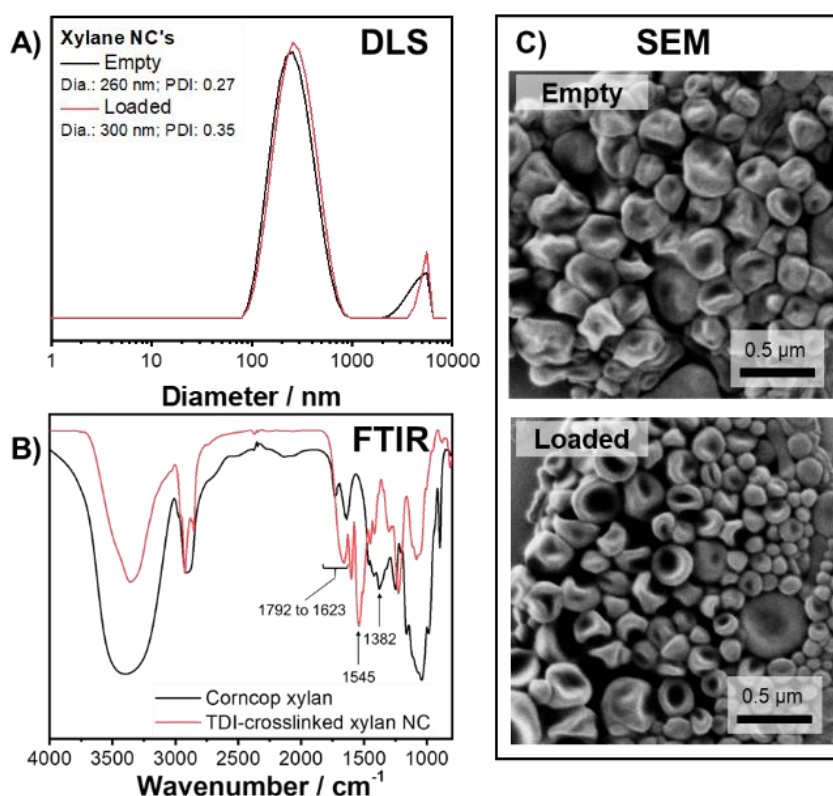 A)
DLS
Xylane NC's
Empty
Dia.: 260 nm; PDI: 0.27
Loaded
Dia.: 300 nm; PDI: 0.35
1 10 100 1000 10000
Diameter / nm
B)
FTIR
1792 to 1623
1382
1545
Corncop xylan
TDI-crosslinked xylan NC
4000 3500 3000 2500 2000 1500 1000
Wavenumber / cm⁻¹
C)
SEM
Empty
0.5 µm
Loaded
0.5 µm